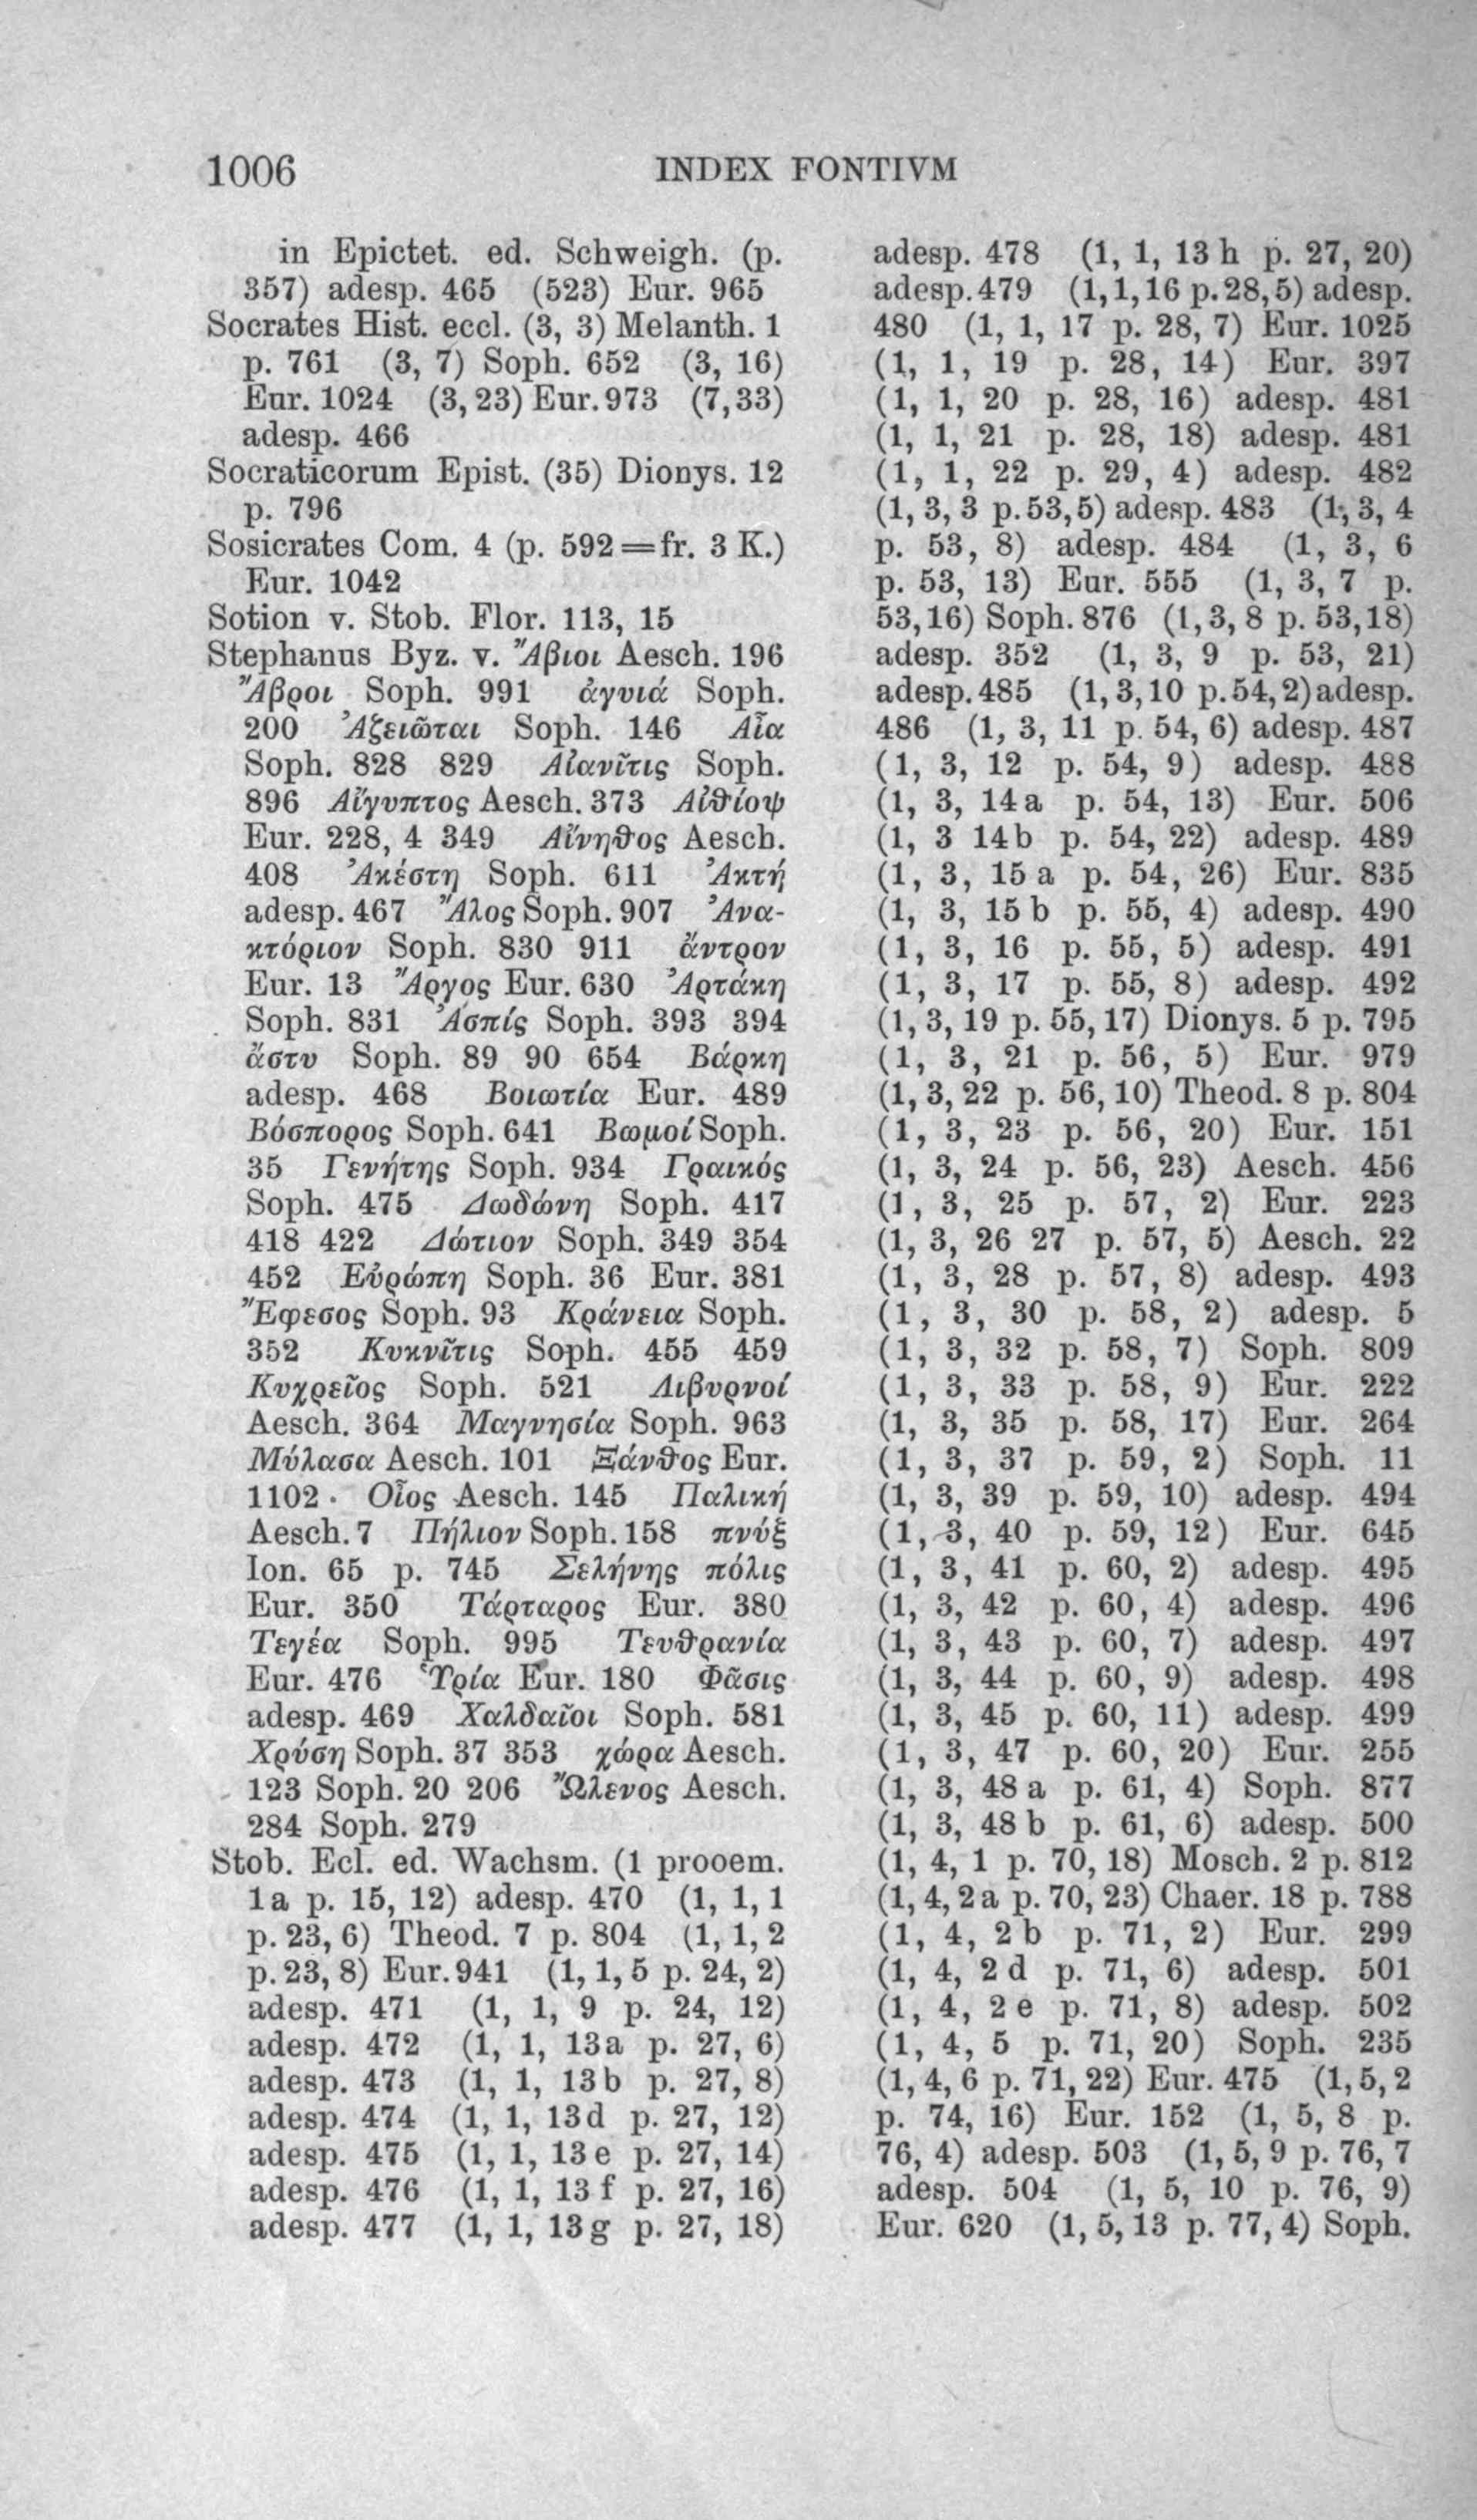 1006
INDEX FONTIVM
in Epictet. ed. Schweigh. (p.
357) adesp. 465 (523) Eur. 965
Socrates Hist. eccl. (3, 3) Melanth. 1
p. 761 (3, 7) Soph. 652 (3, 16)
Eur. 1024 (3, 23) Eur. 973 (7, 33)
adesp. 466
Socraticorum Epist. (35) Dionys. 12
p. 796
Sosicrates Com. 4 (p. 592 = fr. 3 K.)
Eur. 1042
Sotion v. Stob. Flor. 113, 15
Stephanus Byz. v. Ἄβιοι Aesch. 196
Ἄβροι Soph. 991 ἀγυιά Soph.
200 Ἀζειῶται Soph. 146 Αἶα
Soph. 828 829 Αἰανῖτις Soph.
896 Αἴγυπτος Aesch. 373 Αἰθίοψ
Eur. 228, 4 349 Αἴνηθος Aesch.
408 Ἀκέστη Soph. 611 Ἀκτή
adesp. 467 Ἄλος Soph. 907 Ἀνα-
κτόριον Soph. 830 911 ἄντρον
Eur. 13 Ἄργος Eur. 630 Ἀρτάκη
Soph. 831 Ἀσπίς Soph. 393 394
ἄστυ Soph. 89 90 654 Βάρκη
adesp. 468 Βοιωτία Eur. 489
Βόσπορος Soph. 641 Βωμοί Soph.
35 Γενήτης Soph. 934 Γραικός
Soph. 475 Δωδώνη Soph. 417
418 422 Δώτιον Soph. 349 354
452 Εὐρώπη Soph. 36 Eur. 381
Ἔφεσος Soph. 93 Κράνεια Soph.
352 Κυκνῖτις Soph. 455 459
Κυχρεῖος Soph. 521 Λιβυρνοί
Aesch. 364 Μαγνησία Soph. 963
Μύλασα Aesch. 101 Ξάνθος Eur.
1102 · Οἶος Aesch. 145 Παλική
Aesch. 7 Πήλιον Soph. 158 πνύξ
Ion. 65 p. 745 Σελήνης πόλις
Eur. 350 Τάρταρος Eur. 380
Τεγέα Soph. 995 Τευθρανία
Eur. 476 Ὑρία Eur. 180 Φᾶσις
adesp. 469 Χαλδαῖοι Soph. 581
Χρύση Soph. 37 353 χώρα Aesch.
123 Soph. 20 206 Ὤλενος Aesch.
284 Soph. 279
Stob. Ecl. ed. Wachsm. (1 prooem.
1a p. 15, 12) adesp. 470 (1, 1, 1
p. 23, 6) Theod. 7 p. 804 (1, 1, 2
p. 23, 8) Eur. 941 (1, 1, 5 p. 24, 2)
adesp. 471 (1, 1, 9 p. 24, 12)
adesp. 472 (1, 1, 13a p. 27, 6)
adesp. 473 (1, 1, 13b p. 27, 8)
adesp. 474 (1, 1, 13d p. 27, 12)
adesp. 475 (1, 1, 13e p. 27, 14)
adesp. 476 (1, 1, 13f p. 27, 16)
adesp. 477 (1, 1, 13g p. 27, 18)
adesp. 478 (1, 1, 13h p. 27, 20)
adesp. 479 (1, 1, 16 p. 28, 5) adesp.
480 (1, 1, 17 p. 28, 7) Eur. 1025
(1, 1, 19 p. 28, 14) Eur. 397
(1, 1, 20 p. 28, 16) adesp. 481
(1, 1, 21 p. 28, 18) adesp. 481
(1, 1, 22 p. 29, 4) adesp. 482
(1, 3, 3 p. 53, 5) adesp. 483 (1, 3, 4
p. 53, 8) adesp. 484 (1, 3, 6
p. 53, 13) Eur. 555 (1, 3, 7 p.
53, 16) Soph. 876 (1, 3, 8 p. 53, 18)
adesp. 352 (1, 3, 9 p. 53, 21)
adesp. 485 (1, 3, 10 p. 54, 2) adesp.
486 (1, 3, 11 p. 54, 6) adesp. 487
(1, 3, 12 p. 54, 9) adesp. 488
(1, 3, 14a p. 54, 13) Eur. 506
(1, 3 14b p. 54, 22) adesp. 489
(1, 3, 15a p. 54, 26) Eur. 835
(1, 3, 15b p. 55, 4) adesp. 490
(1, 3, 16 p. 55, 5) adesp. 491
(1, 3, 17 p. 55, 8) adesp. 492
(1, 3, 19 p. 55, 17) Dionys. 5 p. 795
(1, 3, 21 p. 56, 5) Eur. 979
(1, 3, 22 p. 56, 10) Theod. 8 p. 804
(1, 3, 23 p. 56, 20) Eur. 151
(1, 3, 24 p. 56, 23) Aesch. 456
(1, 3, 25 p. 57, 2) Eur. 223
(1, 3, 26 27 p. 57, 5) Aesch. 22
(1, 3, 28 p. 57, 8) adesp. 493
(1, 3, 30 p. 58, 2) adesp. 5
(1, 3, 32 p. 58, 7) Soph. 809
(1, 3, 33 p. 58, 9) Eur. 222
(1, 3, 35 p. 58, 17) Eur. 264
(1, 3, 37 p. 59, 2) Soph. 11
(1, 3, 39 p. 59, 10) adesp. 494
(1, 3, 40 p. 59, 12) Eur. 645
(1, 3, 41 p. 60, 2) adesp. 495
(1, 3, 42 p. 60, 4) adesp. 496
(1, 3, 43 p. 60, 7) adesp. 497
(1, 3, 44 p. 60, 9) adesp. 498
(1, 3, 45 p. 60, 11) adesp. 499
(1, 3, 47 p. 60, 20) Eur. 255
(1, 3, 48a p. 61, 4) Soph. 877
(1, 3, 48b p. 61, 6) adesp. 500
(1, 4, 1 p. 70, 18) Mosch. 2 p. 812
(1, 4, 2a p. 70, 23) Chaer. 18 p. 788
(1, 4, 2b p. 71, 2) Eur. 299
(1, 4, 2d p. 71, 6) adesp. 501
(1, 4, 2e p. 71, 8) adesp. 502
(1, 4, 5 p. 71, 20) Soph. 235
(1, 4, 6 p. 71, 22) Eur. 475 (1, 5, 2
p. 74, 16) Eur. 152 (1, 5, 8 p.
76, 4) adesp. 503 (1, 5, 9 p. 76, 7
adesp. 504 (1, 5, 10 p. 76, 9)
Eur. 620 (1, 5, 13 p. 77, 4) Soph.